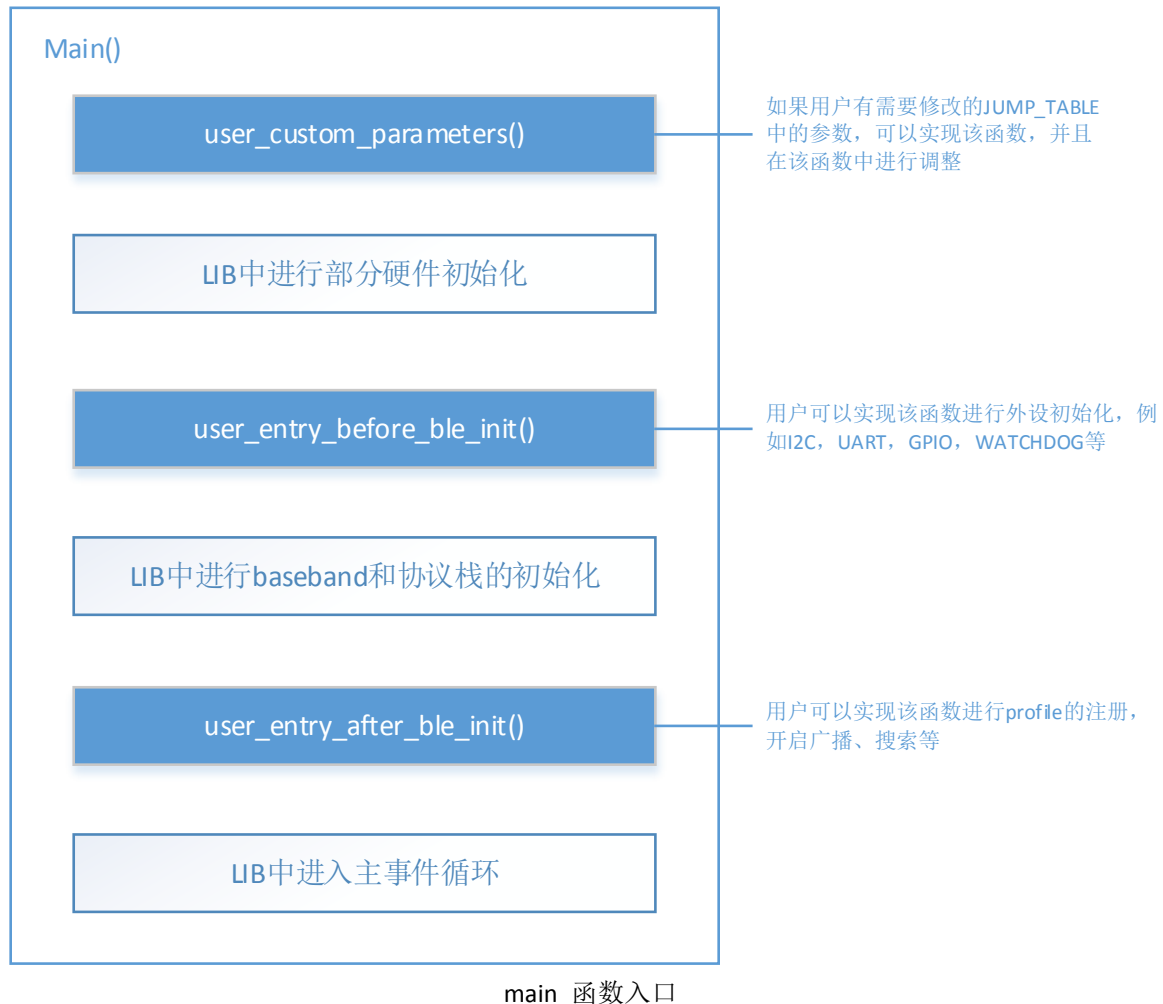 Main()
user_custom_parameters()
如果用户有需要修改的JUMP_TABLE
中的参数，可以实现该函数，并且
在该函数中进行调整
LIB中进行部分硬件初始化
user_entry_before_ble_init()
用户可以实现该函数进行外设初始化，例
如I2C，UART，GPIO，WATCHDOG等
LIB中进行baseband和协议栈的初始化
user_entry_after_ble_init()
用户可以实现该函数进行profile的注册，
开启广播、搜索等
LIB中进入主事件循环
main 函数入口